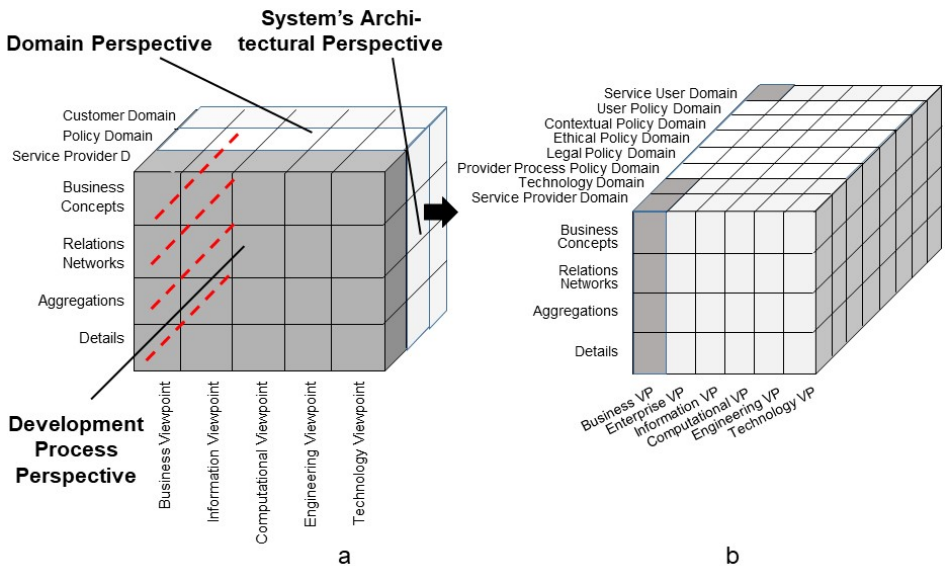 System's Archi-
tectural Perspective
Domain Perspective
Customer Domain
Policy Domain
Service Provider D
Business
Concepts
Relations
Networks
Aggregations
Details
Development
Process
Perspective
Business Viewpoint
Information Viewpoint
Computational Viewpoint
Engineering Viewpoint
Technology Viewpoint
a
Service User Domain
User Policy Domain
Contextual Policy Domain
Ethical Policy Domain
Legal Policy Domain
Provider Process Policy Domain
Technology Domain
Service Provider Domain
Business
Concepts
Relations
Networks
Aggregations
Details
Business VP
Enterprise VP
Information VP
Computational VP
Engineering VP
Technology VP
b